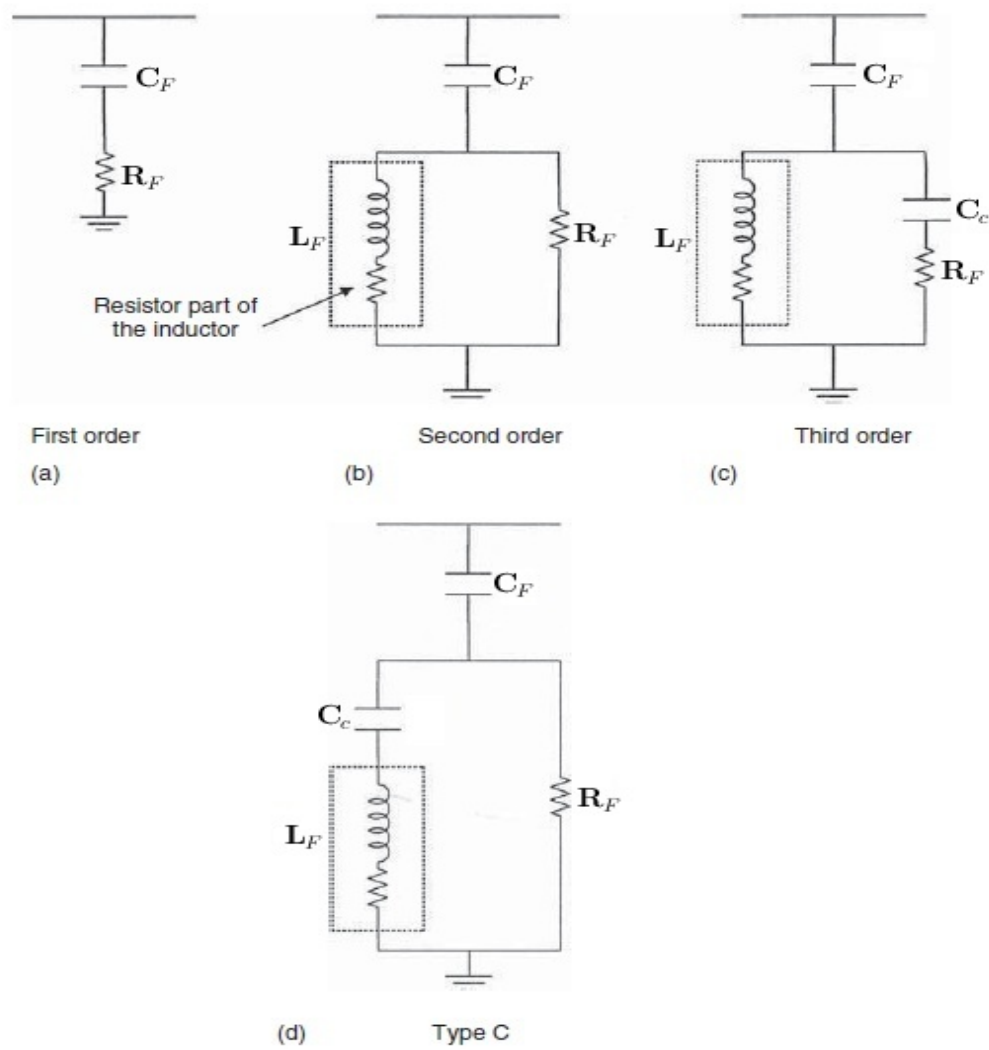 C_F
R_F
First order
(a)
C_F
L_F
R_F
Resistor part of
the inductor
Second order
(b)
C_F
L_F
C_c
R_F
Third order
(c)
C_F
C_c
L_F
R_F
(d)
Type C